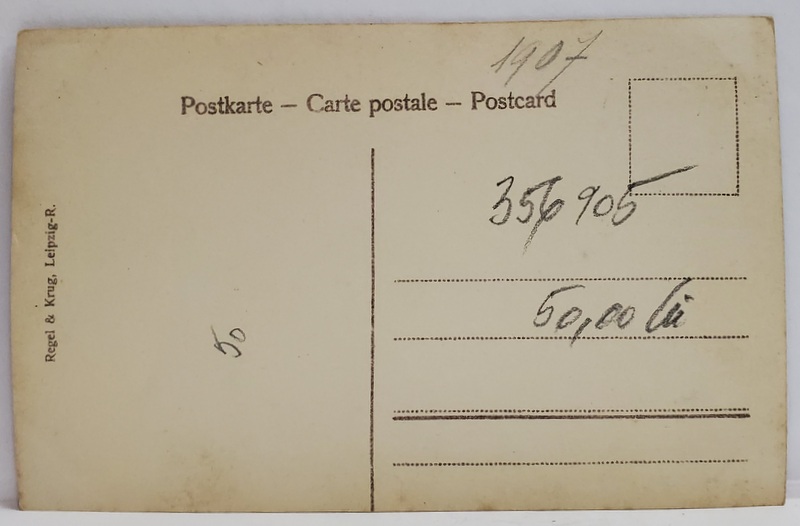 1907
Postkarte – Carte postale – Postcard
356905
50,00 lei
50
Regel & Krug, Leipzig-R.